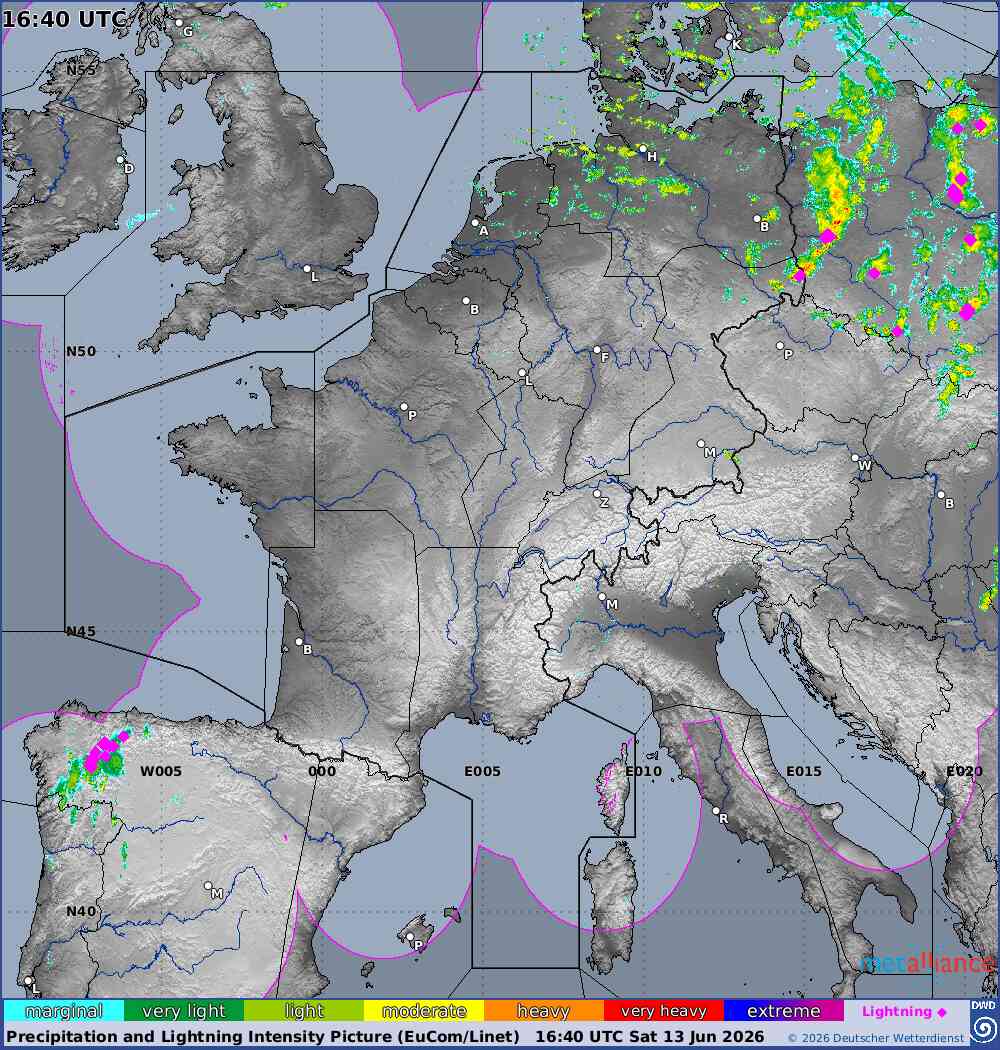 16:40 UTC
G
K
N55
H
D
A
B
L
B
N50
F
P
L
P
M
W
Z
B
M
N45
B
W005
000
E005
E010
E015
E020
R
M
N40
P
L
metalliance
marginal
very light
light
moderate
heavy
very heavy
extreme
Lightning
DWD
Precipitation and Lightning Intensity Picture (EuCom/Linet) 16:40 UTC Sat 13 Jun 2026
© 2026 Deutscher Wetterdienst